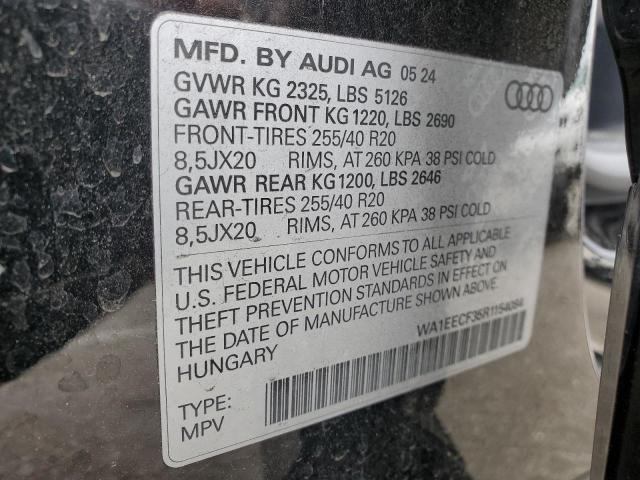 MFD. BY AUDI AG 05 24
GVWR KG 2325, LBS 5126
GAWR FRONT KG 1220, LBS 2690
FRONT-TIRES 255/40 R20
8,5JX20 RIMS, AT 260 KPA 38 PSI COLD
GAWR REAR KG 1200, LBS 2646
REAR-TIRES 255/40 R20
8,5JX20 RIMS, AT 260 KPA 38 PSI COLD
THIS VEHICLE CONFORMS TO ALL APPLICABLE
U.S. FEDERAL MOTOR VEHICLE SAFETY AND
THEFT PREVENTION STANDARDS IN EFFECT ON
THE DATE OF MANUFACTURE SHOWN ABOVE.
HUNGARY
WA1EECF36R1154084
TYPE:
MPV